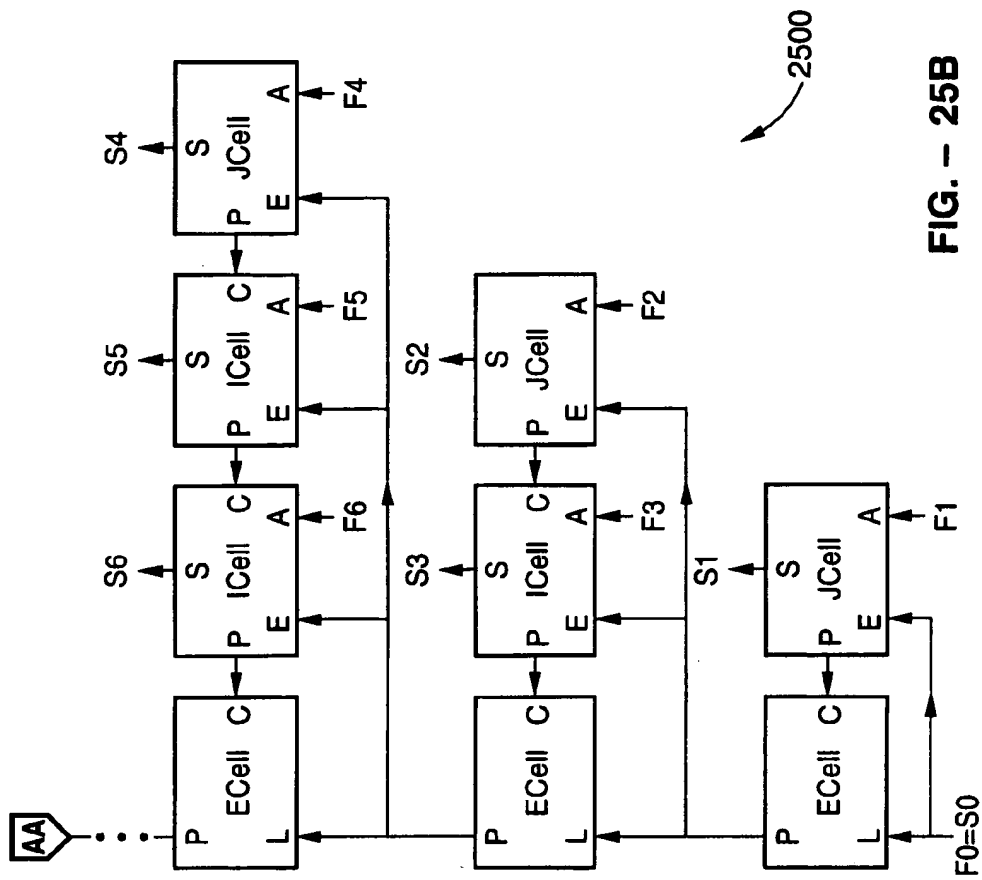 AA
S6 S5 S4
P ECell C L
S P ICell C E A
S P ICell C E A
S P JCell E A
F6 F5 F4
S3 S2
P ECell C L
S P ICell C E A
S P JCell E A
F3 F2
S1
P ECell C L
S P JCell E A
F0=S0 F1
2500
FIG. – 25B